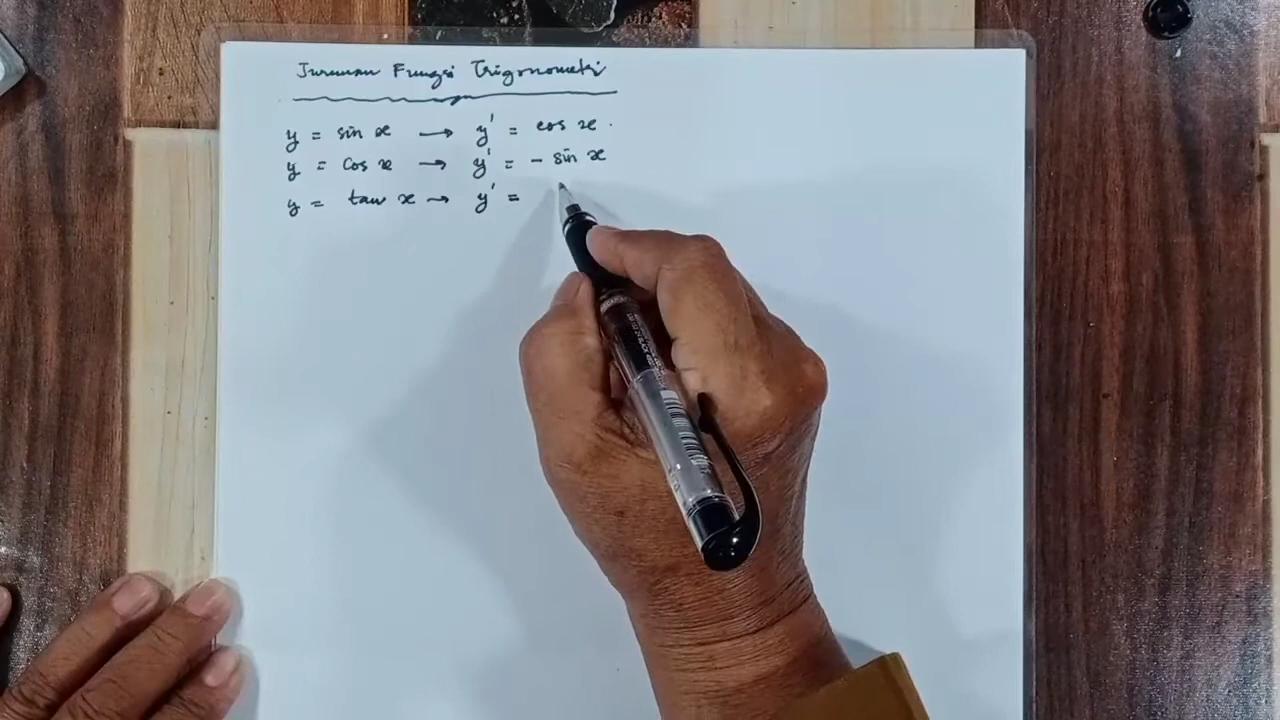 Turunan Fungsi Trigonometri
y = sin x → y' = cos x.
y = cos x → y' = - sin x
y = tan x → y' =